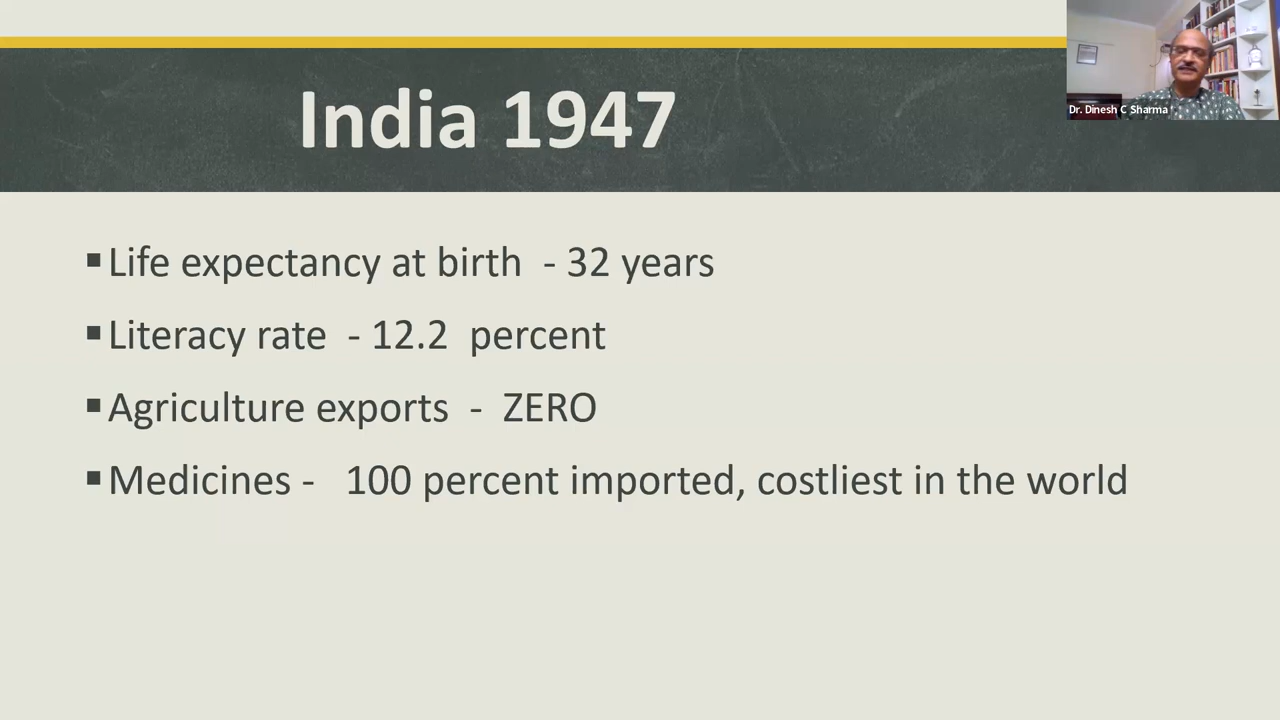 India 1947
Dr. Dinesh C Sharma
▪Life expectancy at birth - 32 years
▪Literacy rate - 12.2 percent
▪Agriculture exports - ZERO
▪Medicines - 100 percent imported, costliest in the world